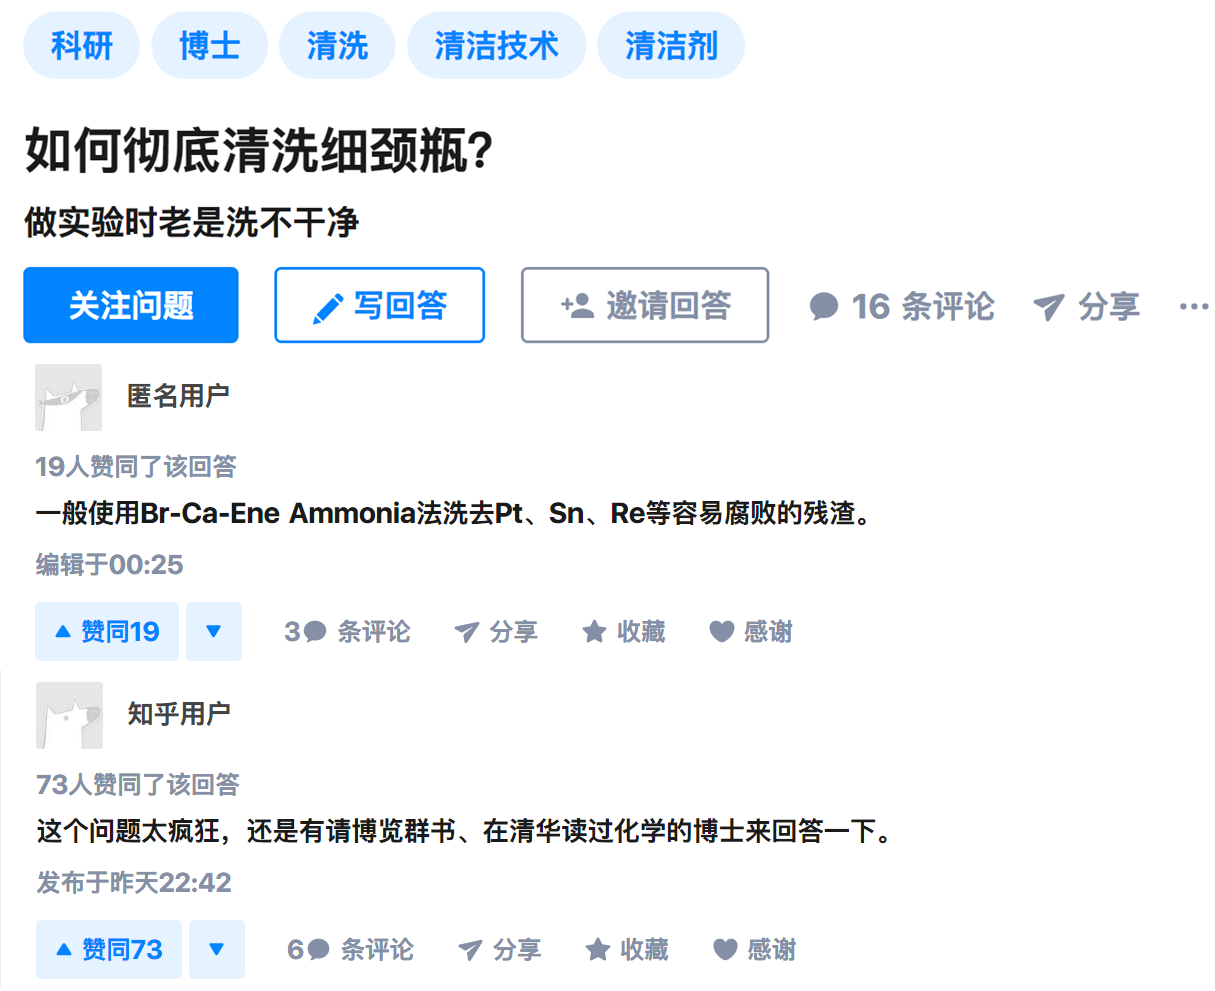 科研 博士 清洗 清洁技术 清洁剂
如何彻底清洗细颈瓶?
做实验时老是洗不干净
关注问题 写回答 邀请回答 16 条评论 分享 ···
匿名用户
19人赞同了该回答
一般使用Br-Ca-Ene Ammonia法洗去Pt、Sn、Re等容易腐败的残渣。
编辑于00:25
赞同19 3 条评论 分享 收藏 感谢
知乎用户
73人赞同了该回答
这个问题太疯狂，还是有请博览群书、在清华读过化学的博士来回答一下。
发布于昨天22:42
赞同73 6 条评论 分享 收藏 感谢